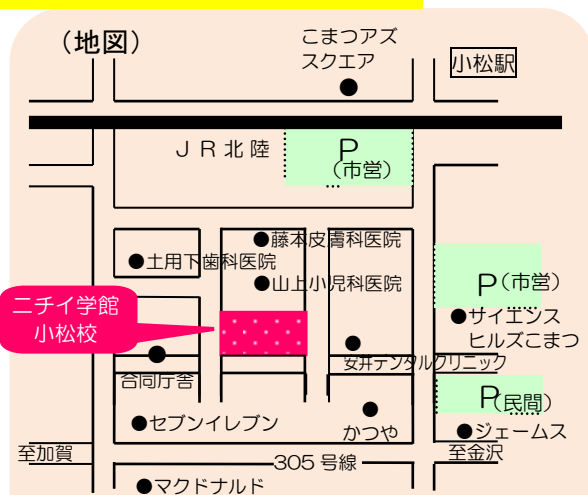 （地図）
こまつアズ
スクエア
小松駅
ＪＲ北陸
Ｐ
（市営）
藤本皮膚科医院
土用下歯科医院
山上小児科医院
Ｐ（市営）
ニチイ学館
小松校
サイエンス
ヒルズこまつ
安井デンタルクリニック
合同庁舎
Ｐ（民間）
セブンイレブン
かつや
ジェームス
至加賀
305号線
至金沢
マクドナルド